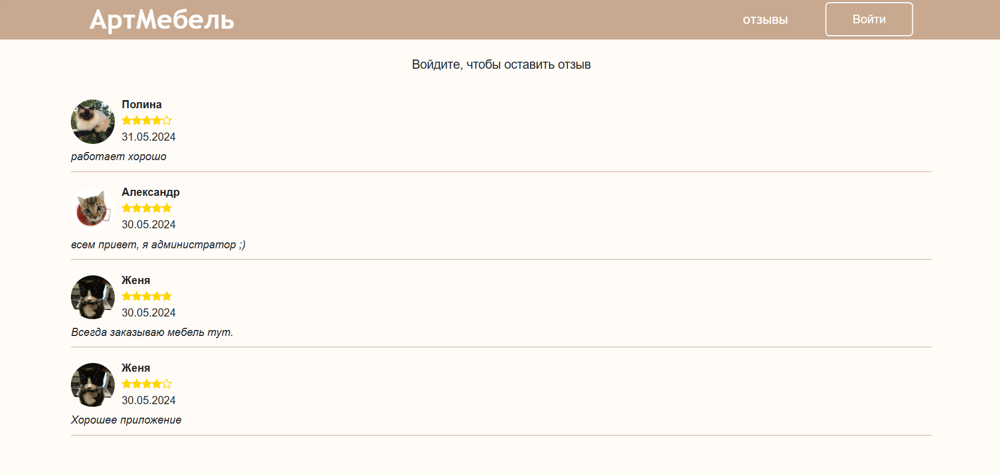 АртМебель
ОТЗЫВЫ
Войти
Войдите, чтобы оставить отзыв
Полина
31.05.2024
работает хорошо
Александр
30.05.2024
всем привет, я администратор ;)
Женя
30.05.2024
Всегда заказываю мебель тут.
Женя
30.05.2024
Хорошее приложение